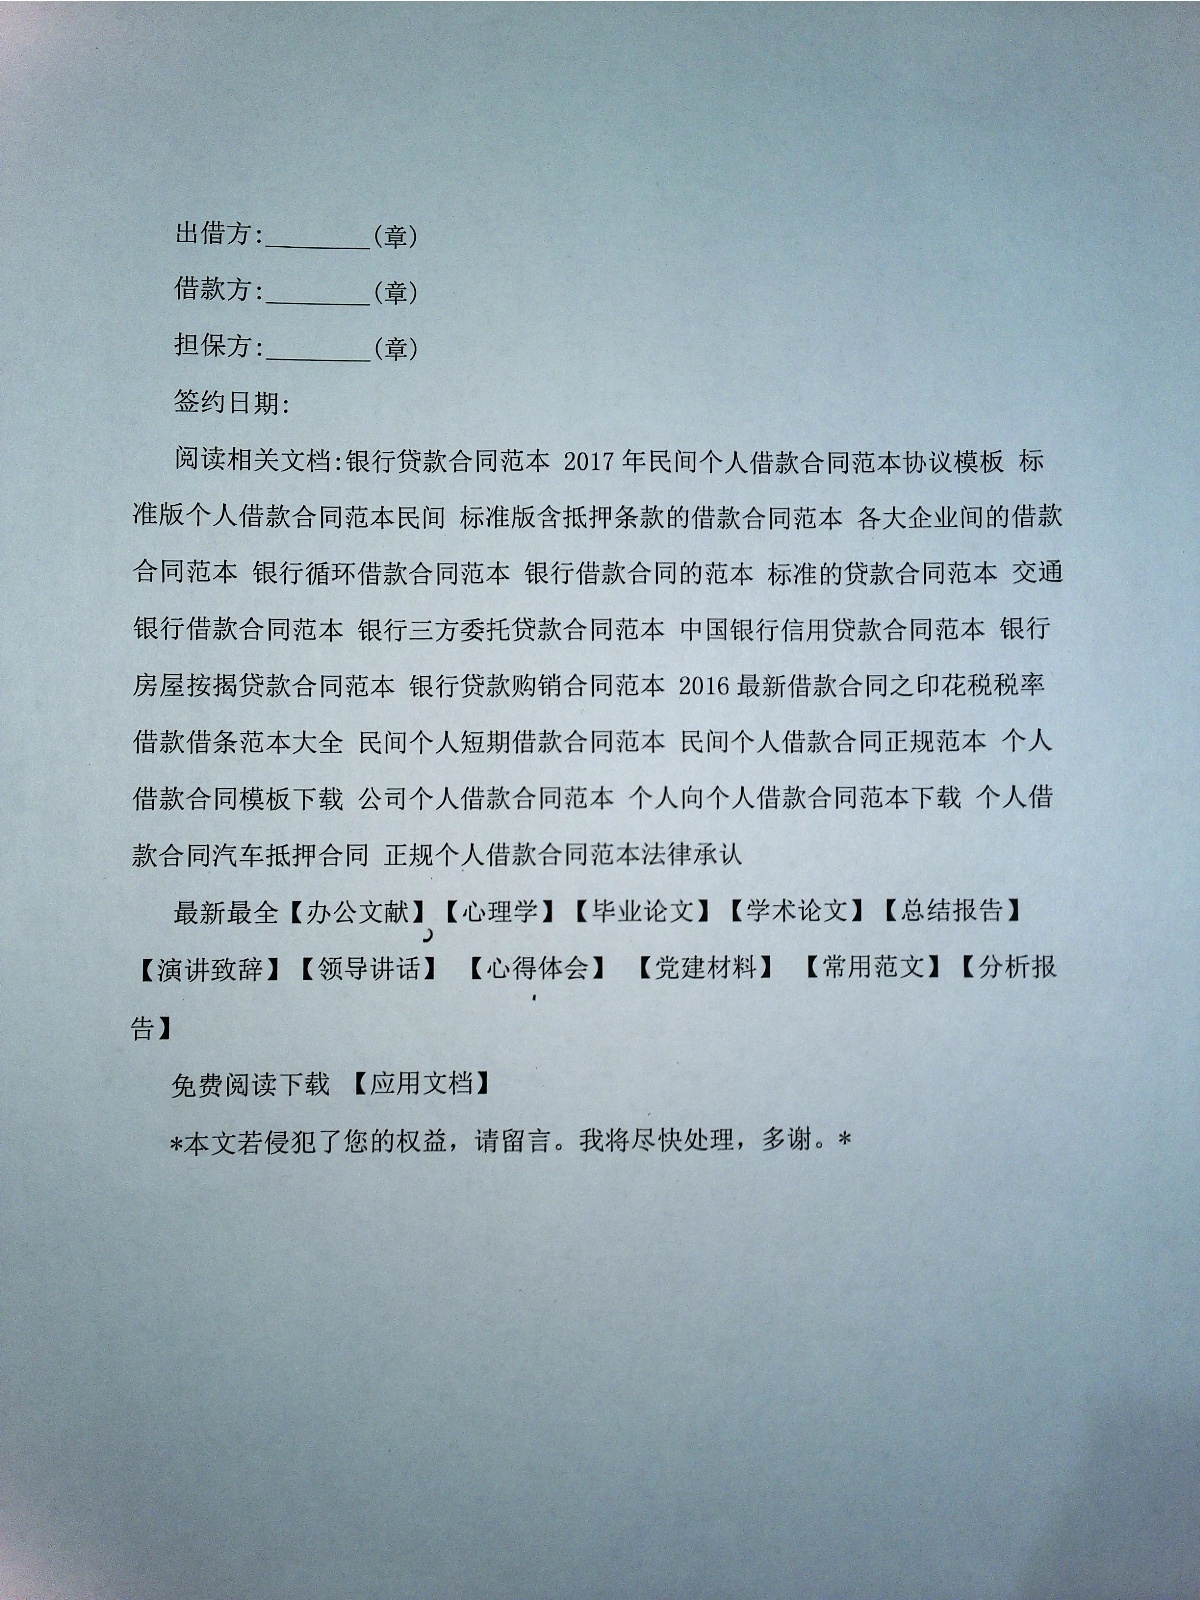 出借方:________(章)
借款方:________(章)
担保方:________(章)
签约日期:
阅读相关文档:银行贷款合同范本 2017年民间个人借款合同范本协议模板 标
准版个人借款合同范本民间 标准版含抵押条款的借款合同范本 各大企业间的借款
合同范本 银行循环借款合同范本 银行借款合同的范本 标准的贷款合同范本 交通
银行借款合同范本 银行三方委托贷款合同范本 中国银行信用贷款合同范本 银行
房屋按揭贷款合同范本 银行贷款购销合同范本 2016最新借款合同之印花税税率
借款借条范本大全 民间个人短期借款合同范本 民间个人借款合同正规范本 个人
借款合同模板下载 公司个人借款合同范本 个人向个人借款合同范本下载 个人借
款合同汽车抵押合同 正规个人借款合同范本法律承认
最新最全【办公文献】【心理学】【毕业论文】【学术论文】【总结报告】
【演讲致辞】【领导讲话】 【心得体会】 【党建材料】 【常用范文】【分析报
告】
免费阅读下载 【应用文档】
*本文若侵犯了您的权益，请留言。我将尽快处理，多谢。*